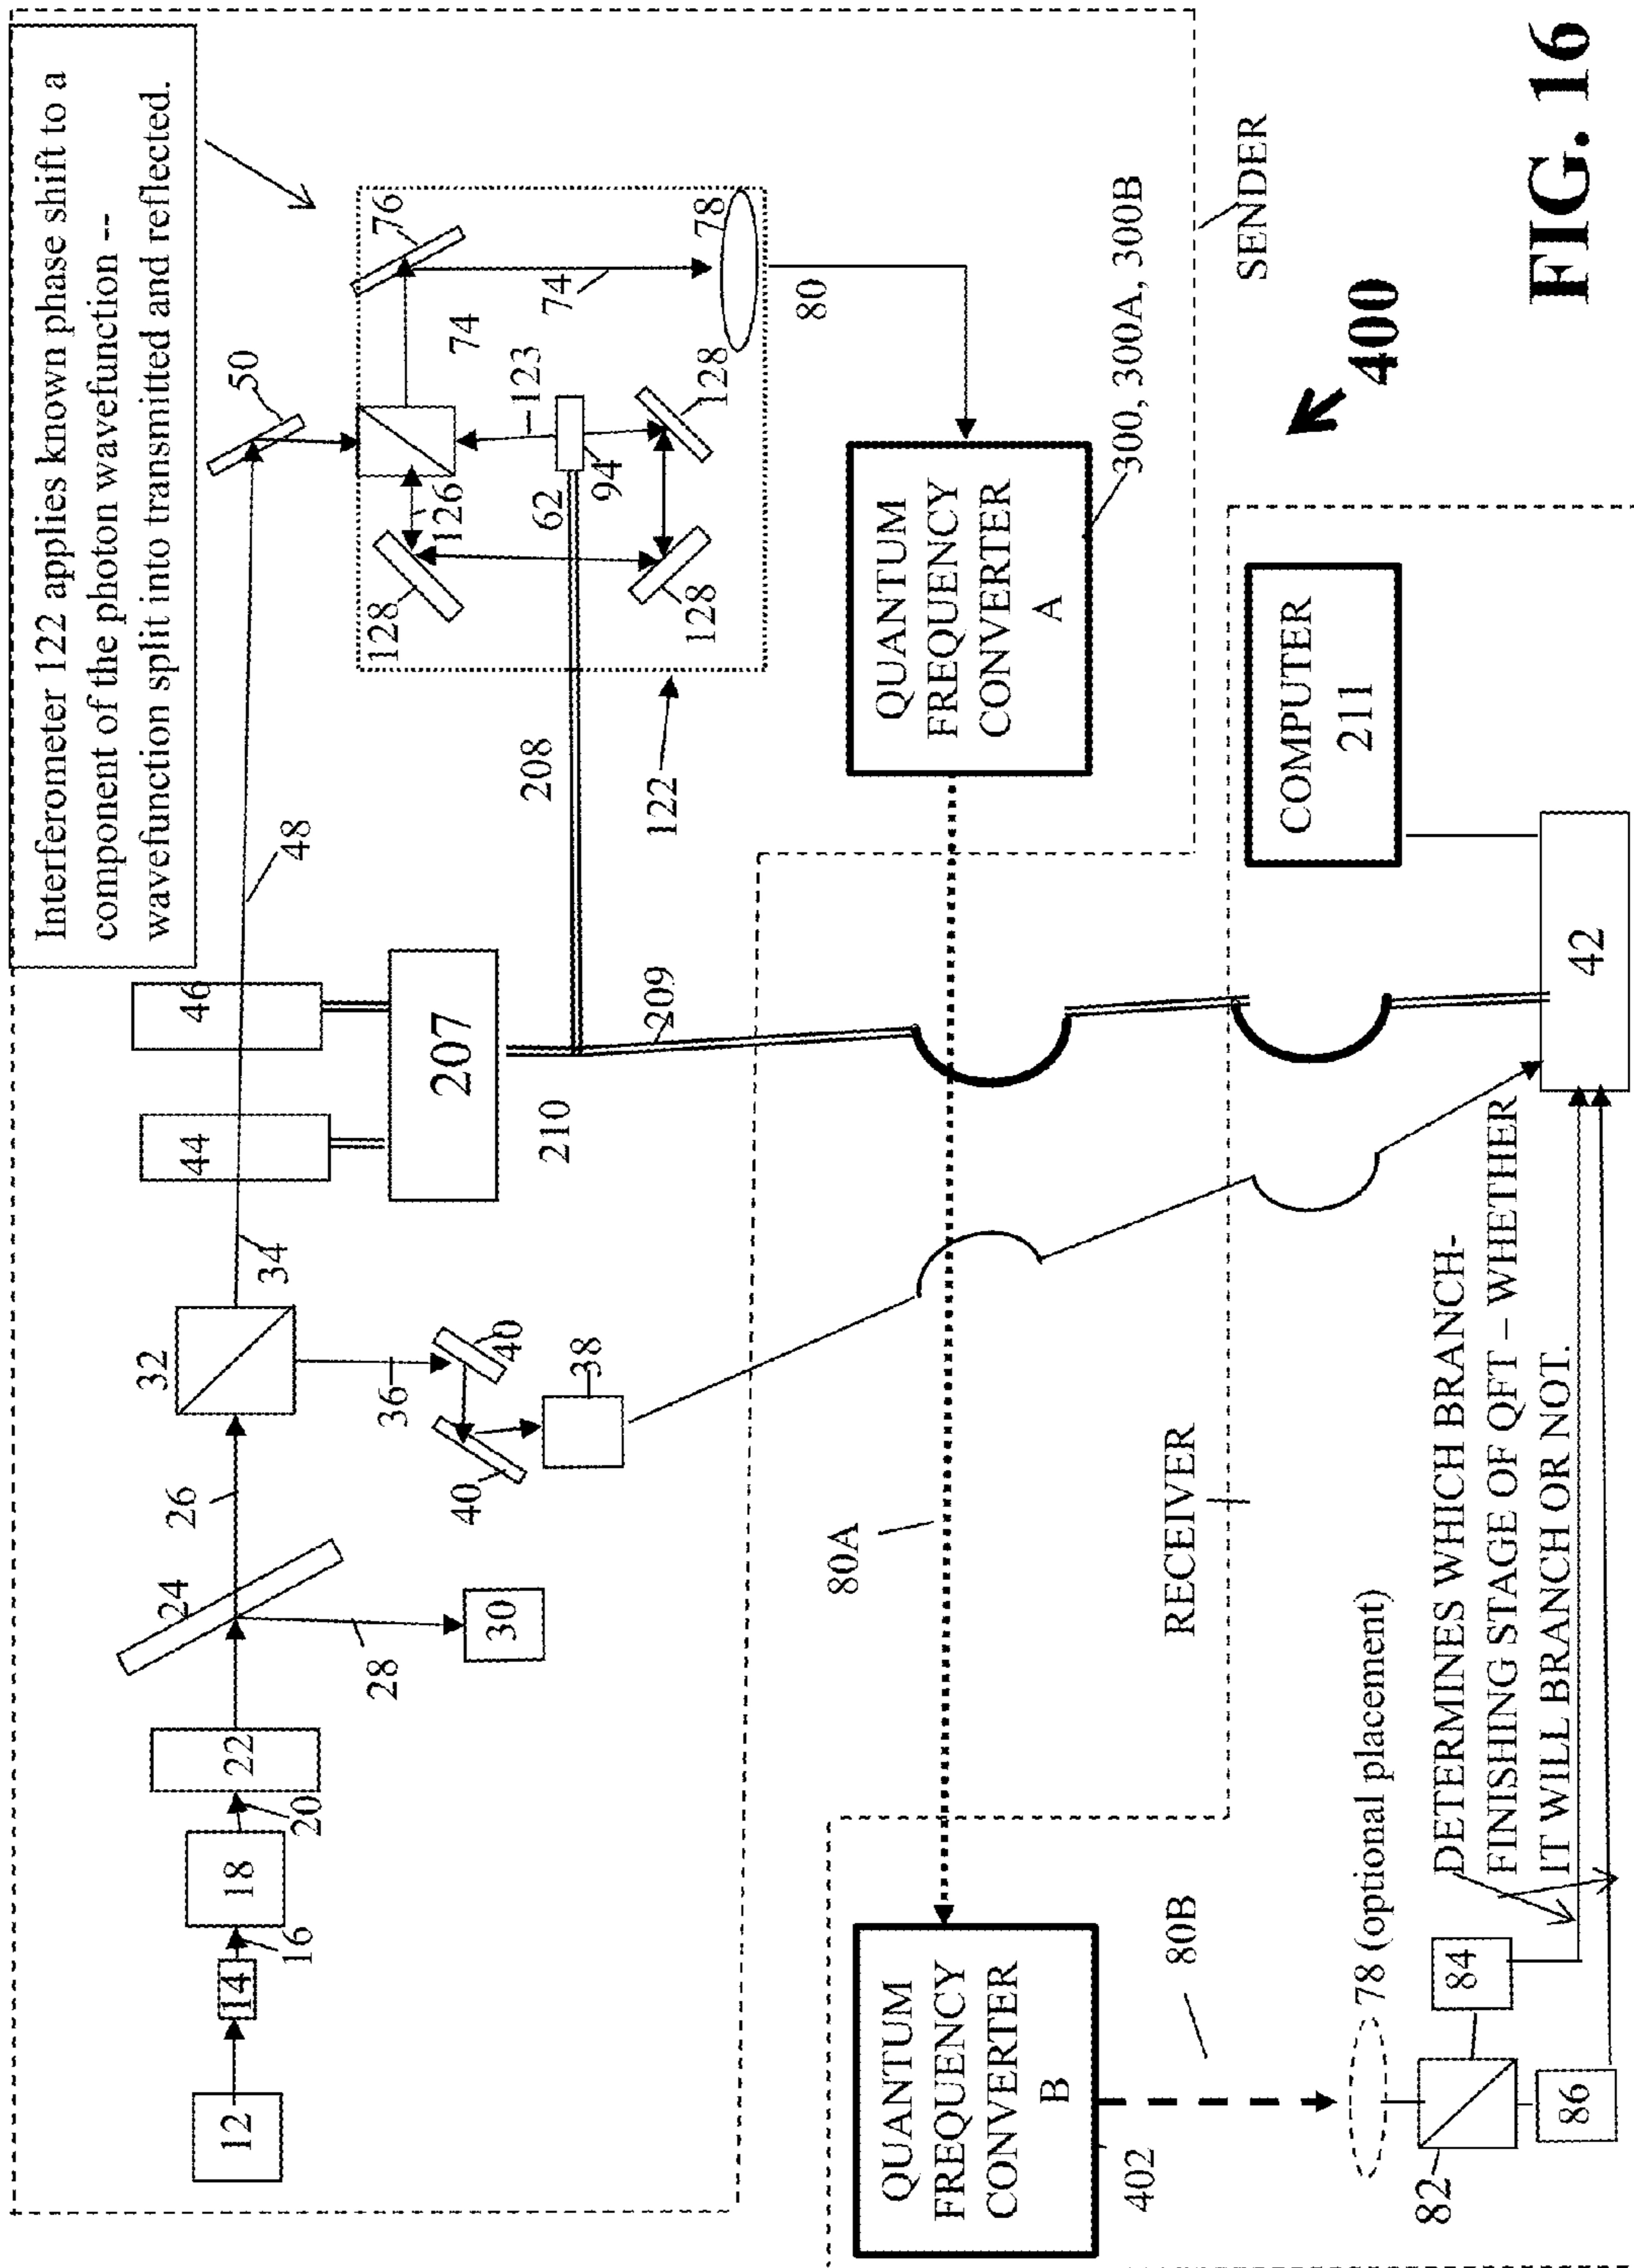 Interferometer 122 applies known phase shift to a
component of the photon wavefunction --
wavefunction split into transmitted and reflected.
12
14
16
18
20
22
24
26
28
30
32
34
36
40
40
38
44
46
48
50
207
210
208
209
122
128
126
128
128
62
94
123
74
74
76
78
80
QUANTUM
FREQUENCY
CONVERTER
A
300, 300A, 300B
SENDER
400
FIG. 16
80A
RECEIVER
QUANTUM
FREQUENCY
CONVERTER
B
402
80B
78 (optional placement)
82
84
86
DETERMINES WHICH BRANCH-
FINISHING STAGE OF QFT – WHETHER
IT WILL BRANCH OR NOT.
42
COMPUTER
211